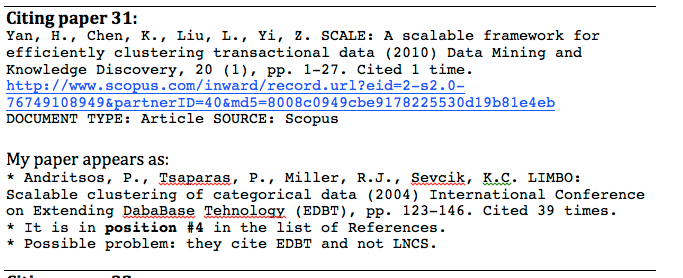 Citing paper 31:
Yan, H., Chen, K., Liu, L., Yi, Z. SCALE: A scalable framework for
efficiently clustering transactional data (2010) Data Mining and
Knowledge Discovery, 20 (1), pp. 1-27. Cited 1 time.
http://www.scopus.com/inward/record.url?eid=2-s2.0-
76749108949&partnerID=40&md5=8008c0949cbe9178225530d19b81e4eb
DOCUMENT TYPE: Article SOURCE: Scopus
My paper appears as:
* Andritsos, P., Tsaparas, P., Miller, R.J., Sevcik, K.C. LIMBO:
Scalable clustering of categorical data (2004) International Conference
on Extending DabaBase Tehnology (EDBT), pp. 123-146. Cited 39 times.
* It is in position #4 in the list of References.
* Possible problem: they cite EDBT and not LNCS.